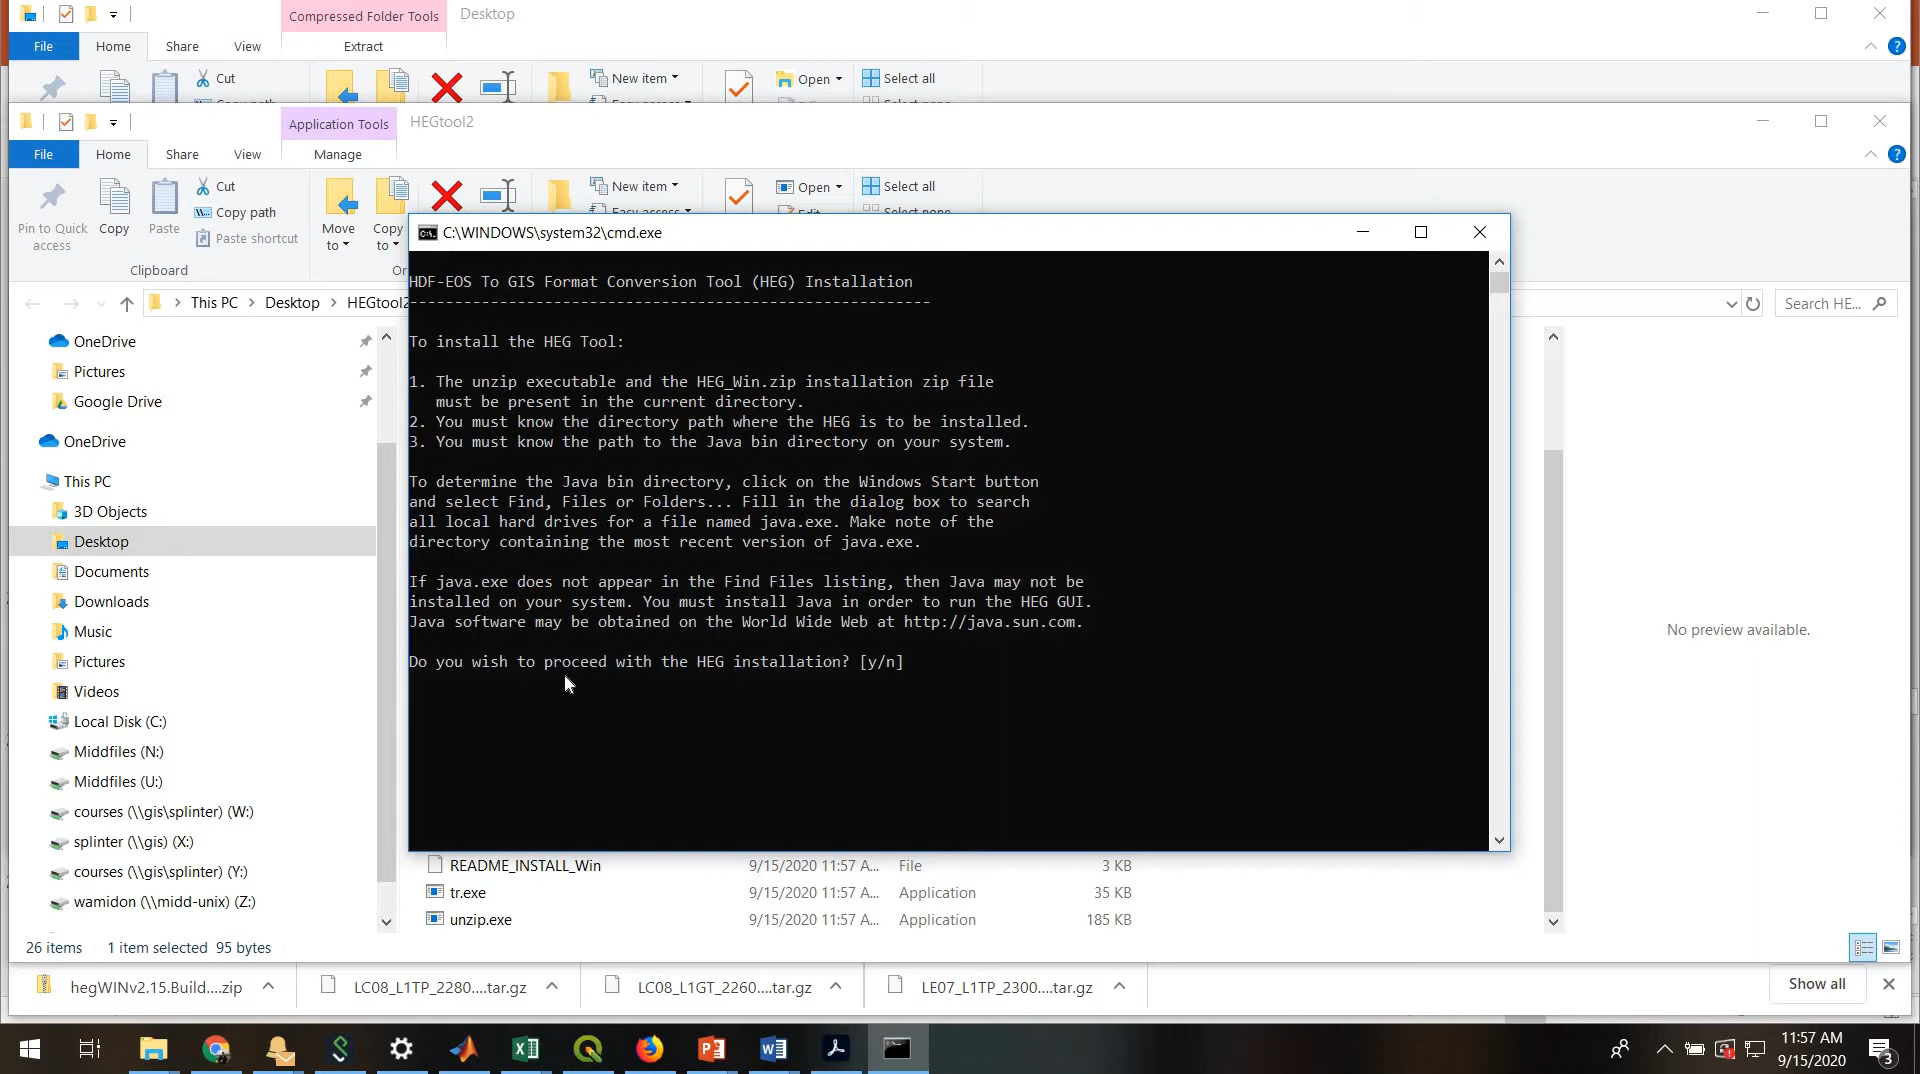 Compressed Folder Tools
Desktop
File
Home
Share
View
Extract
Cut
New item
Open
Select all
Application Tools
HEGtool2
File
Home
Share
View
Manage
Pin to Quick access
Copy
Paste
Cut
Copy path
Paste shortcut
Move to
Copy to
New item
Easy access
Open
Edit
Select all
Select none
Clipboard
This PC
Desktop
HEGtool2
Search HE...
C:\WINDOWS\system32\cmd.exe
HDF-EOS To GIS Format Conversion Tool (HEG) Installation
----------------------------------------------------------
To install the HEG Tool:
1. The unzip executable and the HEG_Win.zip installation zip file
must be present in the current directory.
2. You must know the directory path where the HEG is to be installed.
3. You must know the path to the Java bin directory on your system.
To determine the Java bin directory, click on the Windows Start button
and select Find, Files or Folders... Fill in the dialog box to search
all local hard drives for a file named java.exe. Make note of the
directory containing the most recent version of java.exe.
If java.exe does not appear in the Find Files listing, then Java may not be
installed on your system. You must install Java in order to run the HEG GUI.
Java software may be obtained on the World Wide Web at http://java.sun.com.
Do you wish to proceed with the HEG installation? [y/n]
OneDrive
Pictures
Google Drive
OneDrive
This PC
3D Objects
Desktop
Documents
Downloads
Music
Pictures
Videos
Local Disk (C:)
Middfiles (N:)
Middfiles (U:)
courses (\\gis\splinter) (W:)
splinter (\\gis) (X:)
courses (\\gis\splinter) (Y:)
wamidon (\\midd-unix) (Z:)
No preview available.
README_INSTALL_Win 9/15/2020 11:57 A... File 3 KB
tr.exe 9/15/2020 11:57 A... Application 35 KB
unzip.exe 9/15/2020 11:57 A... Application 185 KB
26 items 1 item selected 95 bytes
hegWINv2.15.Build....zip
LC08_L1TP_2280....tar.gz
LC08_L1GT_2260....tar.gz
LE07_L1TP_2300....tar.gz
Show all
11:57 AM
9/15/2020
3